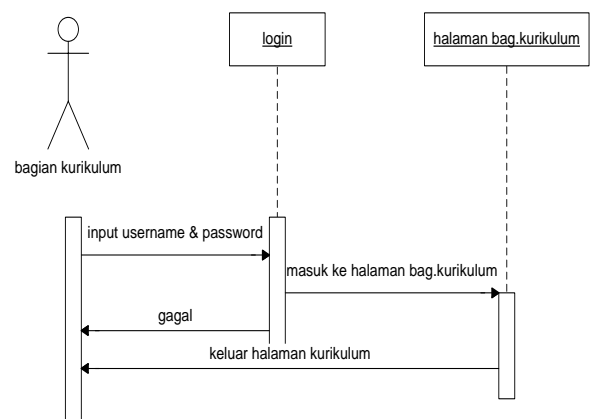 login
halaman bag.kurikulum
bagian kurikulum
input username & password
masuk ke halaman bag.kurikulum
gagal
keluar halaman kurikulum